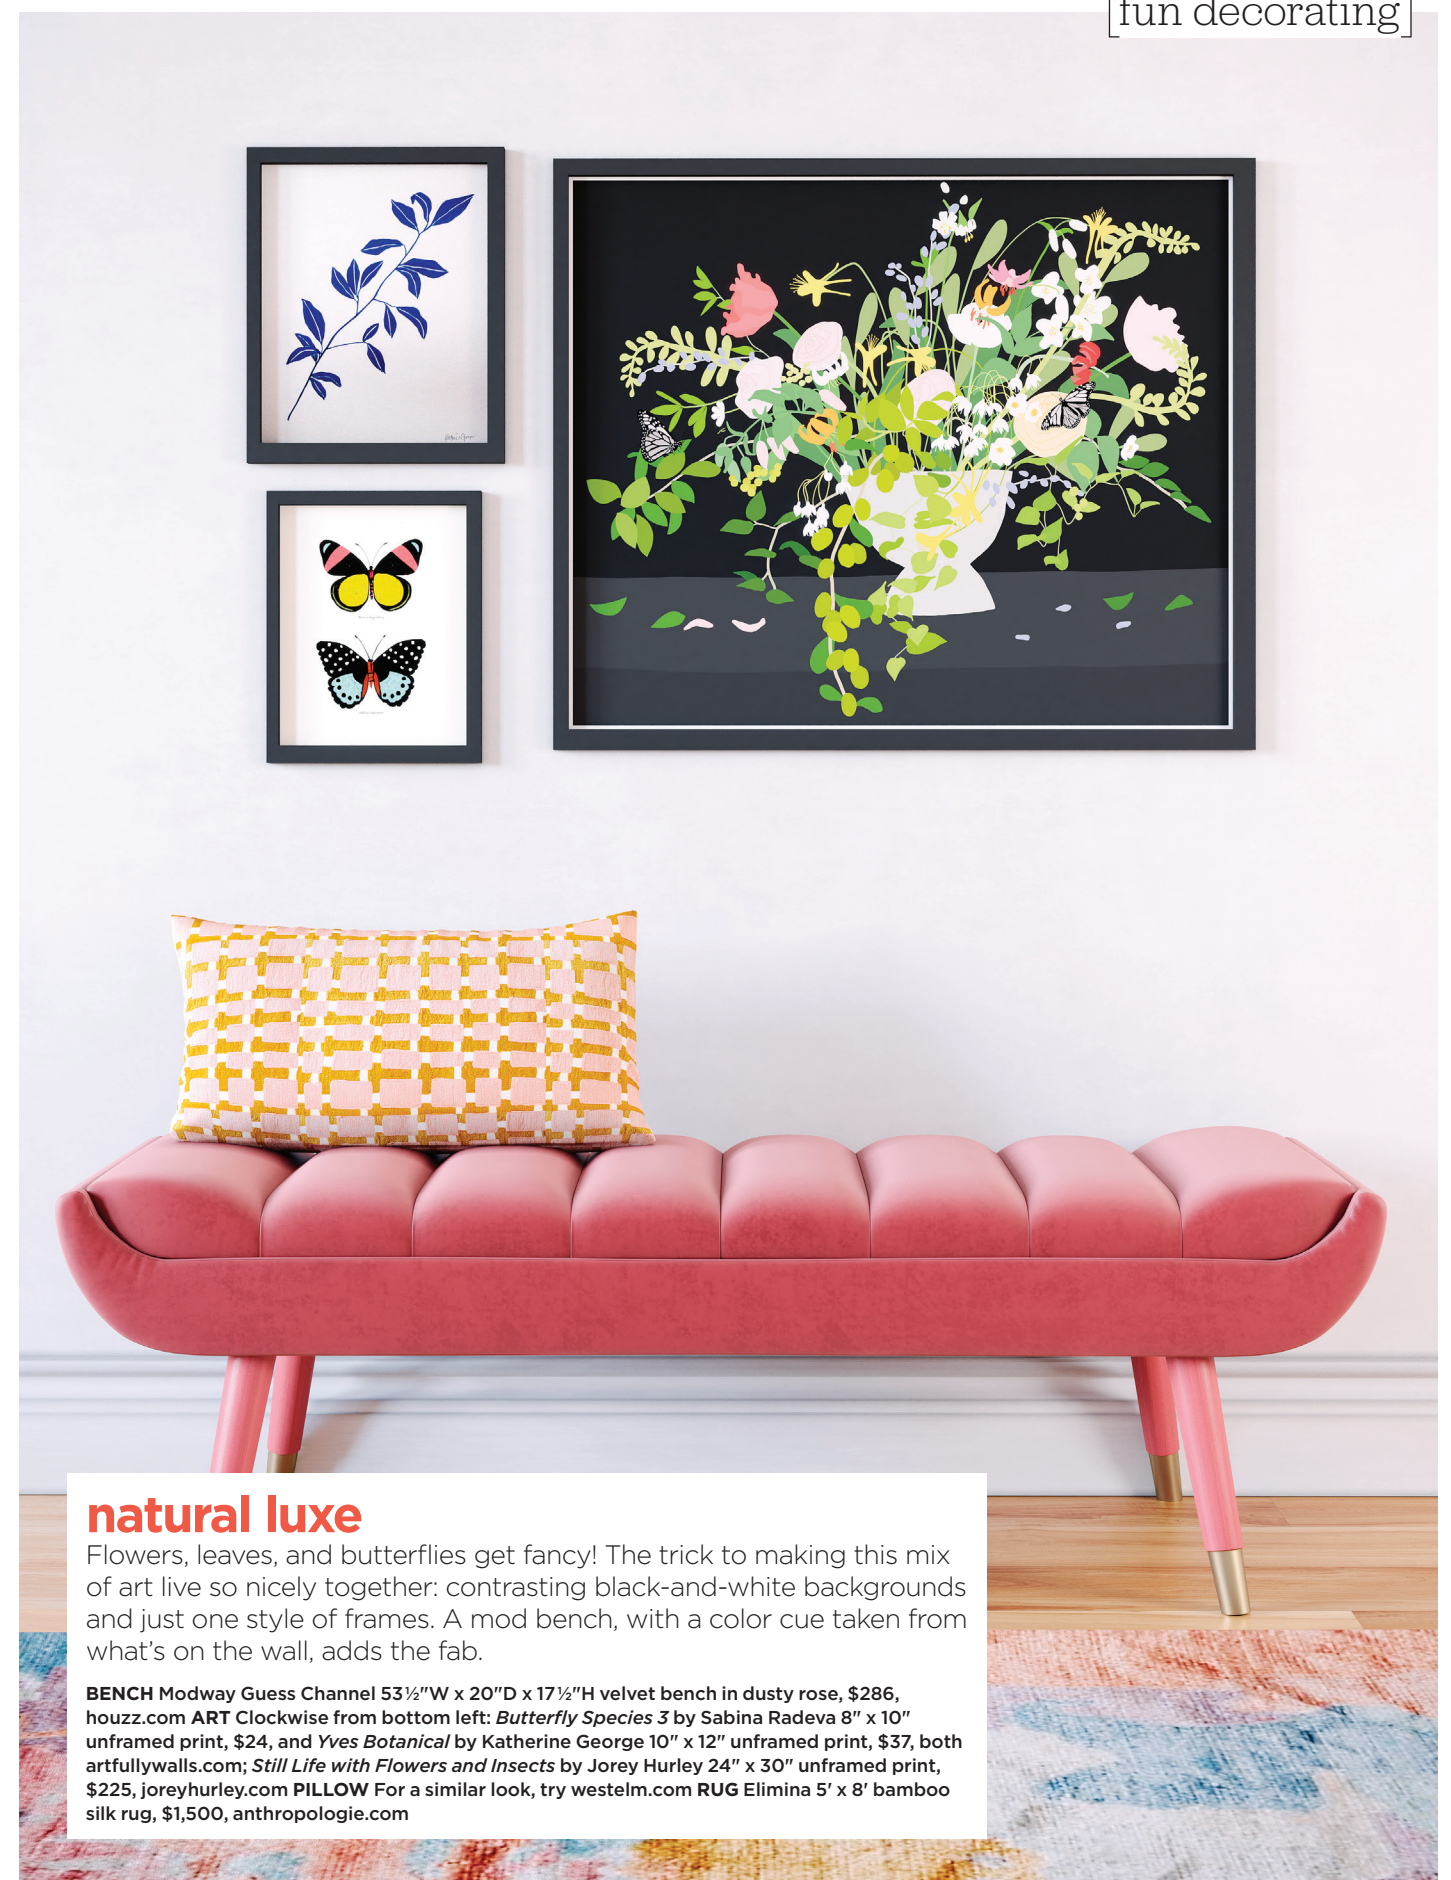 fun decorating
natural luxe
Flowers, leaves, and butterflies get fancy! The trick to making this mix
of art live so nicely together: contrasting black-and-white backgrounds
and just one style of frames. A mod bench, with a color cue taken from
what's on the wall, adds the fab.
BENCH Modway Guess Channel 53½"W x 20"D x 17½"H velvet bench in dusty rose, $286,
houzz.com ART Clockwise from bottom left: Butterfly Species 3 by Sabina Radeva 8" x 10"
unframed print, $24, and Yves Botanical by Katherine George 10" x 12" unframed print, $37, both
artfullywalls.com; Still Life with Flowers and Insects by Jorey Hurley 24" x 30" unframed print,
$225, joreyhurley.com PILLOW For a similar look, try westelm.com RUG Elimina 5' x 8' bamboo
silk rug, $1,500, anthropologie.com